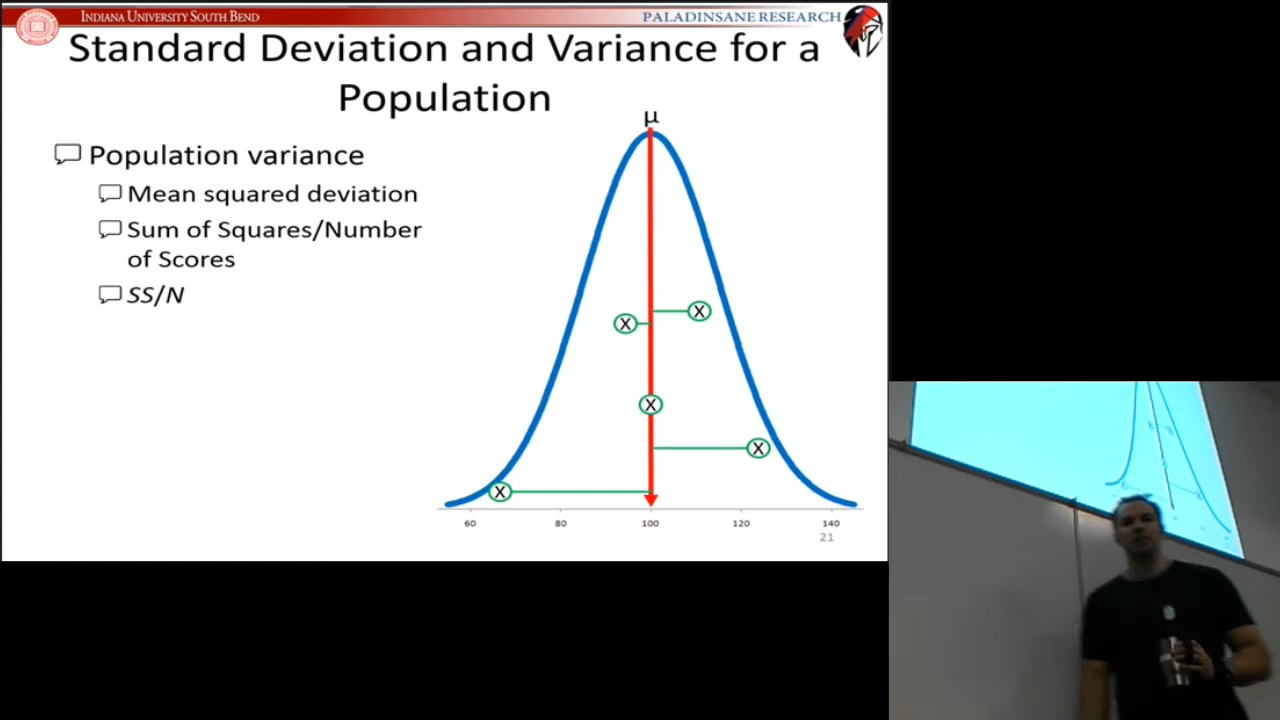 INDIANA UNIVERSITY SOUTH BEND
PALADINSANE RESEARCH
Standard Deviation and Variance for a
Population
μ
Population variance
Mean squared deviation
Sum of Squares/Number
of Scores
SS/N
X
X
X
X
X
60 80 100 120 140
21